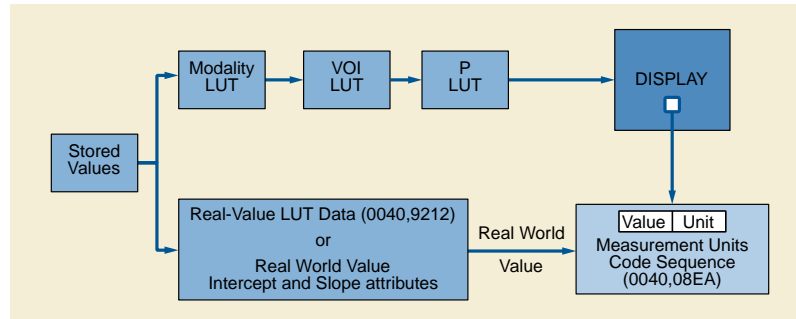 Modality
LUT
VOI
LUT
P
LUT
DISPLAY
Stored
Values
Real-Value LUT Data (0040,9212)
or
Real World Value
Intercept and Slope attributes
Real World
Value
Value Unit
Measurement Units
Code Sequence
(0040,08EA)